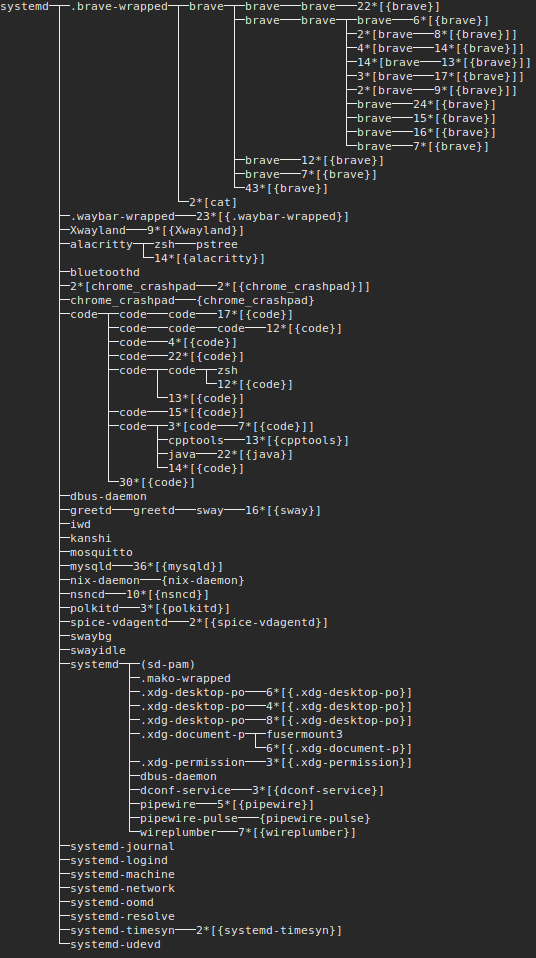 systemd─┬─.brave-wrapped─┬─brave─┬─brave───brave───22*[{brave}]
        │                │       ├─brave───brave─┬─brave───6*[{brave}]
        │                │       │               ├─2*[brave───8*[{brave}]]
        │                │       │               ├─4*[brave───14*[{brave}]]
        │                │       │               ├─14*[brave───13*[{brave}]]
        │                │       │               ├─3*[brave───17*[{brave}]]
        │                │       │               ├─2*[brave───9*[{brave}]]
        │                │       │               ├─brave───24*[{brave}]
        │                │       │               ├─brave───15*[{brave}]
        │                │       │               ├─brave───16*[{brave}]
        │                │       │               └─brave───7*[{brave}]
        │                │       ├─brave───12*[{brave}]
        │                │       ├─brave───7*[{brave}]
        │                │       └─43*[{brave}]
        │                └─2*[cat]
        ├─.waybar-wrapped───23*[{.waybar-wrapped}]
        ├─Xwayland───9*[{Xwayland}]
        ├─alacritty─┬─zsh───pstree
        │           └─14*[{alacritty}]
        ├─bluetoothd
        ├─2*[chrome_crashpad───2*[{chrome_crashpad}]]
        ├─chrome_crashpad───{chrome_crashpad}
        ├─code─┬─code───code───17*[{code}]
        │      ├─code───code───code───12*[{code}]
        │      ├─code───4*[{code}]
        │      ├─code───22*[{code}]
        │      ├─code─┬─code─┬─zsh
        │      │      │      └─12*[{code}]
        │      │      └─13*[{code}]
        │      ├─code───15*[{code}]
        │      ├─code─┬─3*[code───7*[{code}]]
        │      │      ├─cpptools───13*[{cpptools}]
        │      │      ├─java───22*[{java}]
        │      │      └─14*[{code}]
        │      └─30*[{code}]
        ├─dbus-daemon
        ├─greetd───greetd───sway───16*[{sway}]
        ├─iwd
        ├─kanshi
        ├─mosquitto
        ├─mysqld───36*[{mysqld}]
        ├─nix-daemon───{nix-daemon}
        ├─nsncd───10*[{nsncd}]
        ├─polkitd───3*[{polkitd}]
        ├─spice-vdagentd───2*[{spice-vdagentd}]
        ├─swaybg
        ├─swayidle
        ├─systemd─┬─(sd-pam)
        │         ├─.mako-wrapped
        │         ├─.xdg-desktop-po───6*[{.xdg-desktop-po}]
        │         ├─.xdg-desktop-po───4*[{.xdg-desktop-po}]
        │         ├─.xdg-desktop-po───8*[{.xdg-desktop-po}]
        │         ├─.xdg-document-p─┬─fusermount3
        │         │                 └─6*[{.xdg-document-p}]
        │         ├─.xdg-permission───3*[{.xdg-permission}]
        │         ├─dbus-daemon
        │         ├─dconf-service───3*[{dconf-service}]
        │         ├─pipewire───5*[{pipewire}]
        │         ├─pipewire-pulse───{pipewire-pulse}
        │         └─wireplumber───7*[{wireplumber}]
        ├─systemd-journal
        ├─systemd-logind
        ├─systemd-machine
        ├─systemd-network
        ├─systemd-oomd
        ├─systemd-resolve
        ├─systemd-timesyn───2*[{systemd-timesyn}]
        └─systemd-udevd